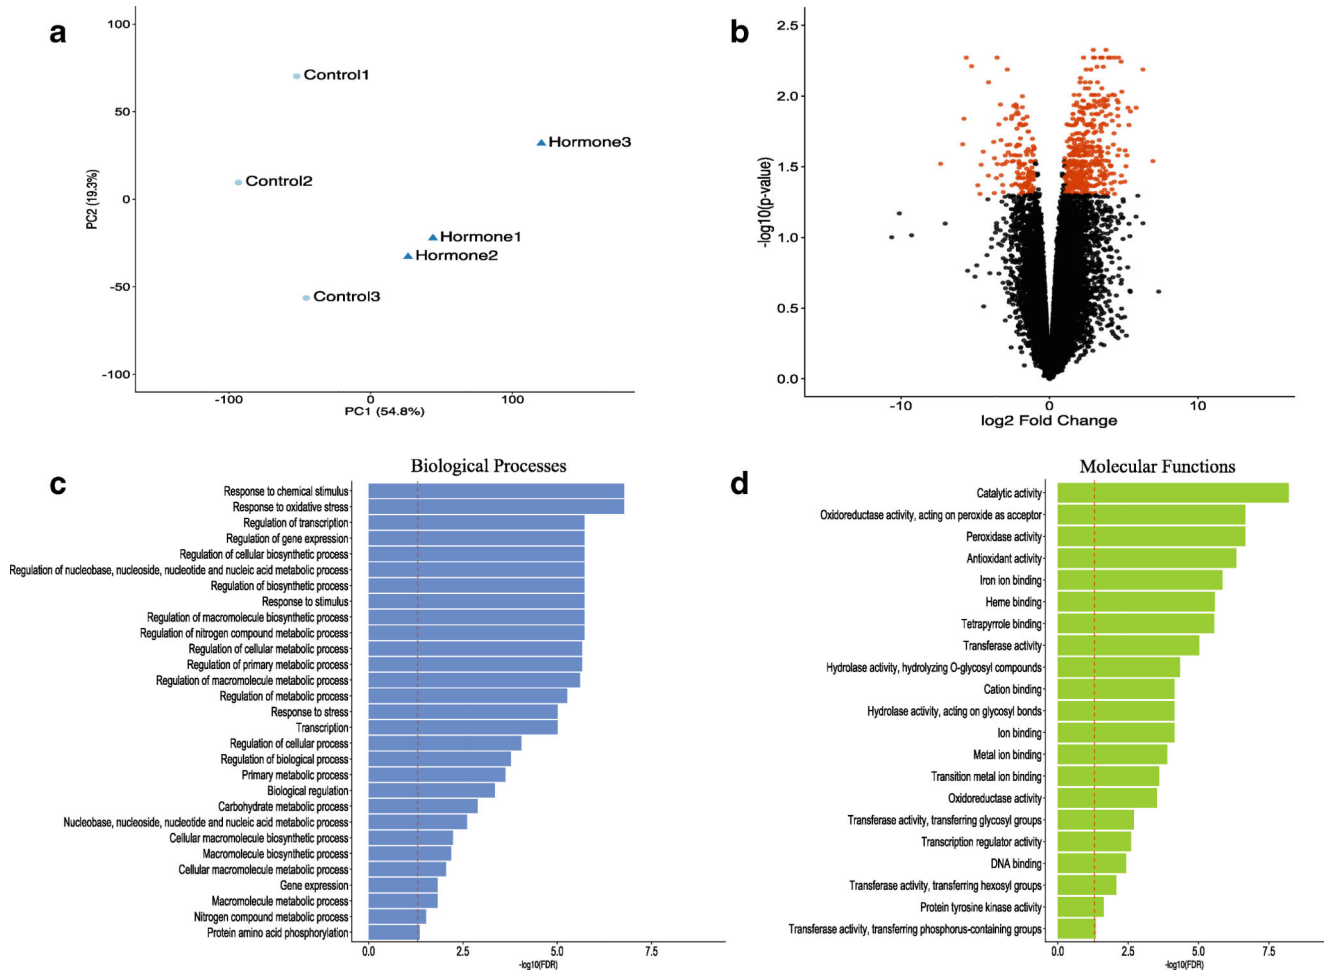 a
100
50
0
-50
-100
PC2 (19.3%)
Control1
Hormone3
Control2
Hormone1
Hormone2
Control3
-100
0
100
PC1 (54.8%)
b
2.5
2.0
1.5
1.0
0.5
0.0
-log10(p-value)
-10
0
10
log2 Fold Change
c
Biological Processes
Response to chemical stimulus
Response to oxidative stress
Regulation of transcription
Regulation of gene expression
Regulation of cellular biosynthetic process
Regulation of nucleobase, nucleoside, nucleotide and nucleic acid metabolic process
Regulation of biosynthetic process
Response to stimulus
Regulation of macromolecule biosynthetic process
Regulation of nitrogen compound metabolic process
Regulation of cellular metabolic process
Regulation of primary metabolic process
Regulation of macromolecule metabolic process
Regulation of metabolic process
Response to stress
Transcription
Regulation of cellular process
Regulation of biological process
Primary metabolic process
Biological regulation
Carbohydrate metabolic process
Nucleobase, nucleoside, nucleotide and nucleic acid metabolic process
Cellular macromolecule biosynthetic process
Macromolecule biosynthetic process
Cellular macromolecule metabolic process
Gene expression
Macromolecule metabolic process
Nitrogen compound metabolic process
Protein amino acid phosphorylation
0.0
2.5
5.0
7.5
-log10(FDR)
d
Molecular Functions
Catalytic activity
Oxidoreductase activity, acting on peroxide as acceptor
Peroxidase activity
Antioxidant activity
Iron ion binding
Heme binding
Tetrapyrrole binding
Transferase activity
Hydrolase activity, hydrolyzing O-glycosyl compounds
Cation binding
Hydrolase activity, acting on glycosyl bonds
Ion binding
Metal ion binding
Transition metal ion binding
Oxidoreductase activity
Transferase activity, transferring glycosyl groups
Transcription regulator activity
DNA binding
Transferase activity, transferring hexosyl groups
Protein tyrosine kinase activity
Transferase activity, transferring phosphorus-containing groups
0.0
2.5
5.0
7.5
-log10(FDR)